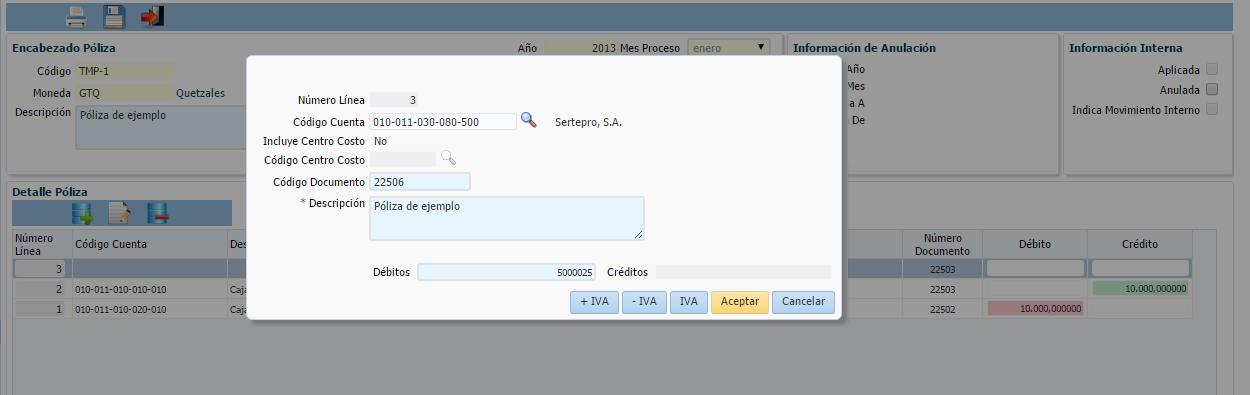 Encabezado Póliza
Año 2013 Mes Proceso enero
Información de Anulación
Información Interna
Código TMP-1
Año
Aplicada
Moneda GTQ Quetzales
Mes
Anulada
Descripción Póliza de ejemplo
a A
Indica Movimiento Interno
De
Número Línea 3
Código Cuenta 010-011-030-080-500 Sertepro, S.A.
Incluye Centro Costo No
Código Centro Costo
Código Documento 22506
* Descripción Póliza de ejemplo
Débitos 5000025 Créditos
+ IVA - IVA IVA Aceptar Cancelar
Detalle Póliza
Número Línea Código Cuenta Des Número Documento Débito Crédito
3 22503
2 010-011-010-010-010 Caja 22503 10.000,000000
1 010-011-010-020-010 Caja 22502 10.000,000000